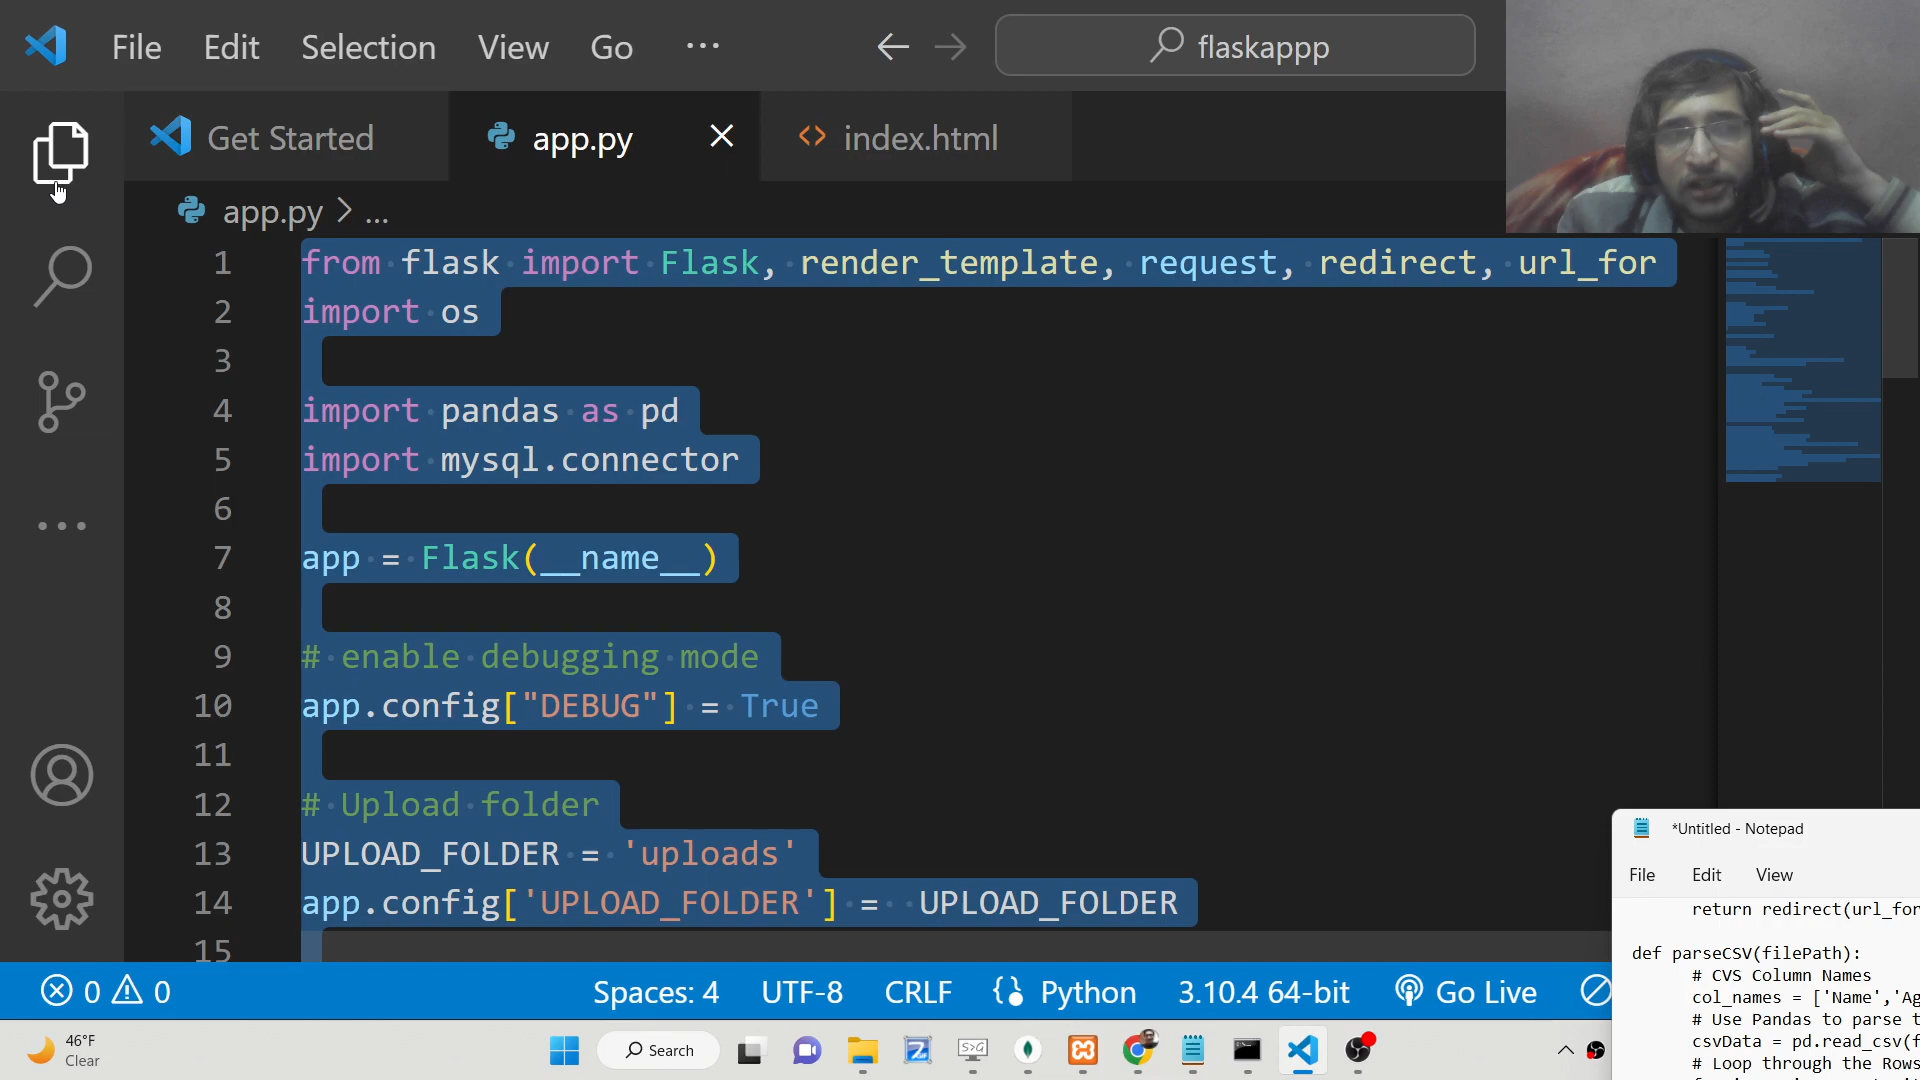 File Edit Selection View Go ...
flaskappp
Get Started
app.py
index.html
app.py > ...
1 from flask import Flask, render_template, request, redirect, url_for
2 import os
3
4 import pandas as pd
5 import mysql.connector
6
7 app = Flask(__name__)
8
9 # enable debugging mode
10 app.config["DEBUG"] = True
11
12 # Upload folder
13 UPLOAD_FOLDER = 'uploads'
14 app.config['UPLOAD_FOLDER'] =  UPLOAD_FOLDER
15
*Untitled - Notepad
File Edit View
return redirect(url_for
def parseCSV(filePath):
# CVS Column Names
col_names = ['Name','Ag
# Use Pandas to parse t
csvData = pd.read_csv(f
# Loop through the Rows
0 0 Spaces: 4 UTF-8 CRLF Python 3.10.4 64-bit Go Live
46°F
Clear
Search